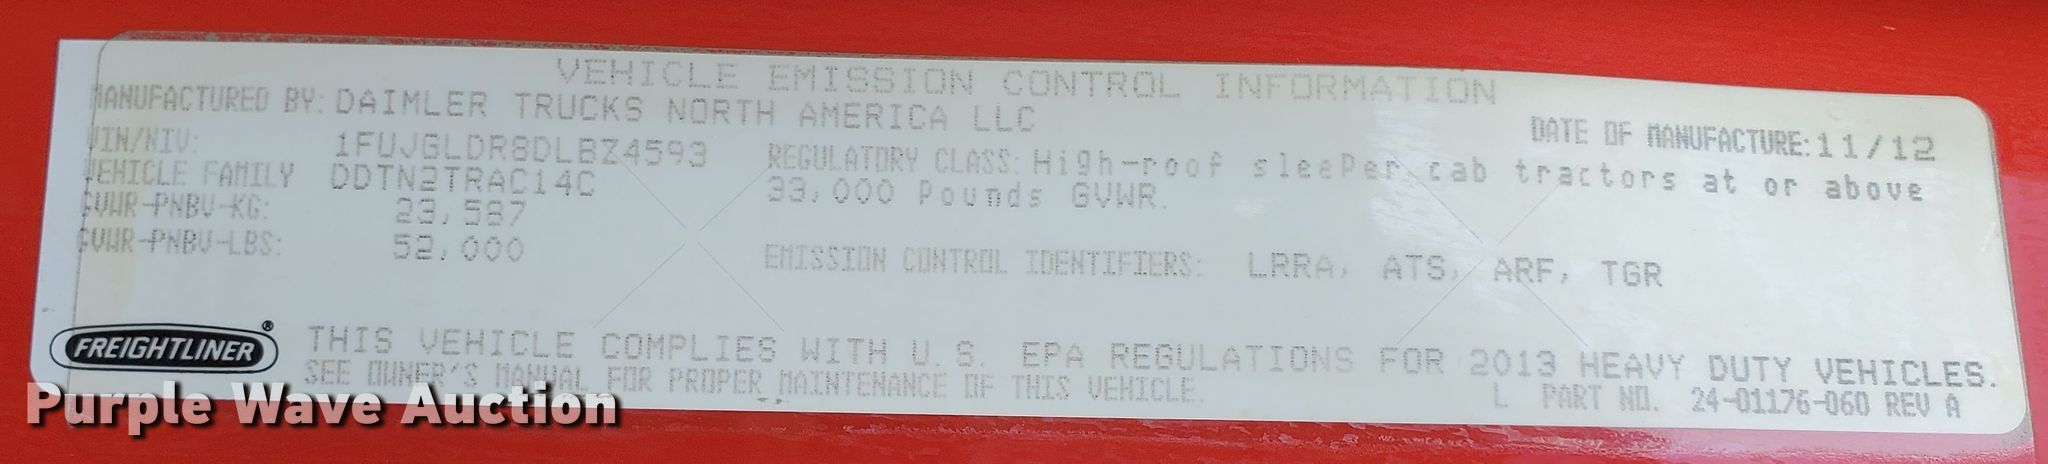 VEHICLE EMISSION CONTROL INFORMATION
MANUFACTURED BY: DAIMLER TRUCKS NORTH AMERICA LLC
DATE OF MANUFACTURE: 11/12
VIN/NIV: 1FUJGLDR8DLBZ4593
REGULATORY CLASS: High-roof sleeper cab tractors at or above
VEHICLE FAMILY DDTN2TRAC14C
33,000 Pounds GVWR.
GVWR-PNBV-KG: 23,587
GVWR-PNBV-LBS: 52,000
EMISSION CONTROL IDENTIFIERS: LRRA, ATS, ARF, TGR
FREIGHTLINER®
THIS VEHICLE COMPLIES WITH U.S. EPA REGULATIONS FOR 2013 HEAVY DUTY VEHICLES.
SEE OWNER'S MANUAL FOR PROPER MAINTENANCE OF THIS VEHICLE.
L PART NO. 24-01176-060 REV A
Purple Wave Auction